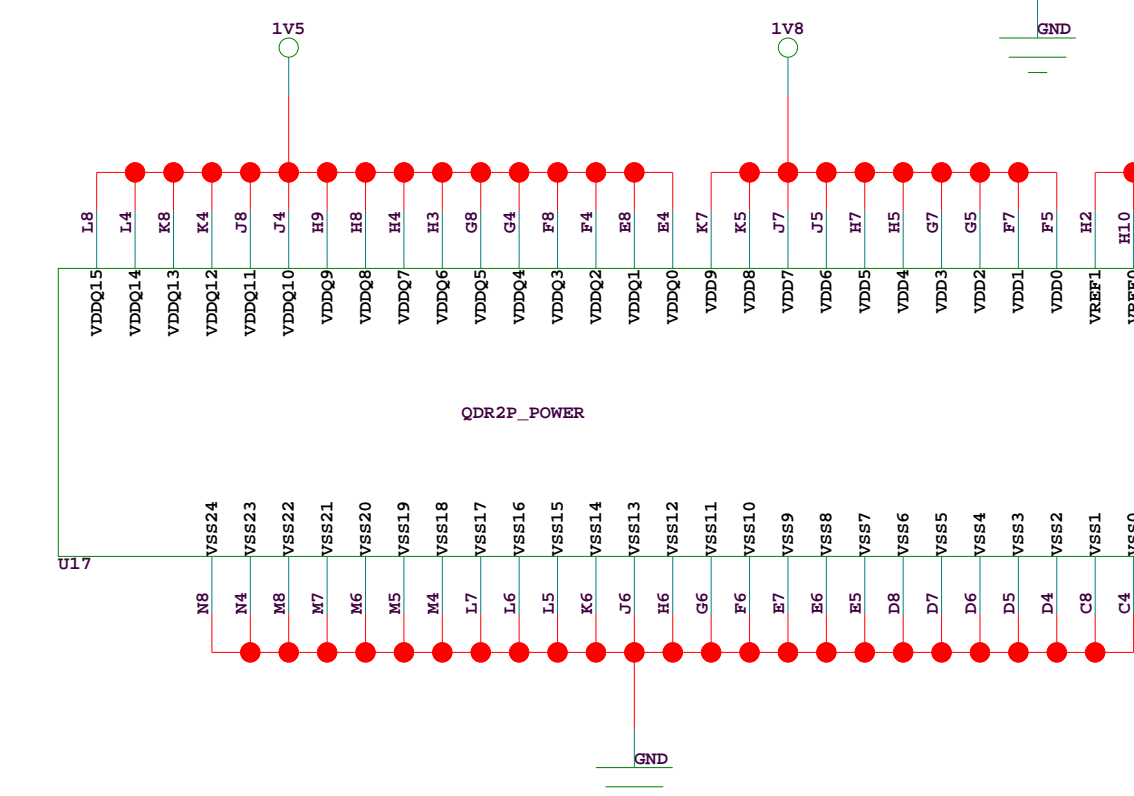 GND
1V5
1V8
L8
L4
K8
K4
J8
J4
H9
H8
H4
H3
G8
G4
F8
F4
E8
E4
K7
K5
J7
J5
H7
H5
G7
G5
F7
F5
H2
H10
VDDQ15
VDDQ14
VDDQ13
VDDQ12
VDDQ11
VDDQ10
VDDQ9
VDDQ8
VDDQ7
VDDQ6
VDDQ5
VDDQ4
VDDQ3
VDDQ2
VDDQ1
VDDQ0
VDD9
VDD8
VDD7
VDD6
VDD5
VDD4
VDD3
VDD2
VDD1
VDD0
VREF1
VREF0
QDR2P_POWER
VSS24
VSS23
VSS22
VSS21
VSS20
VSS19
VSS18
VSS17
VSS16
VSS15
VSS14
VSS13
VSS12
VSS11
VSS10
VSS9
VSS8
VSS7
VSS6
VSS5
VSS4
VSS3
VSS2
VSS1
VSS0
U17
N8
N4
M8
M7
M6
M5
M4
L7
L6
L5
K6
J6
H6
G6
F6
E7
E6
E5
D8
D7
D6
D5
D4
C8
C4
GND